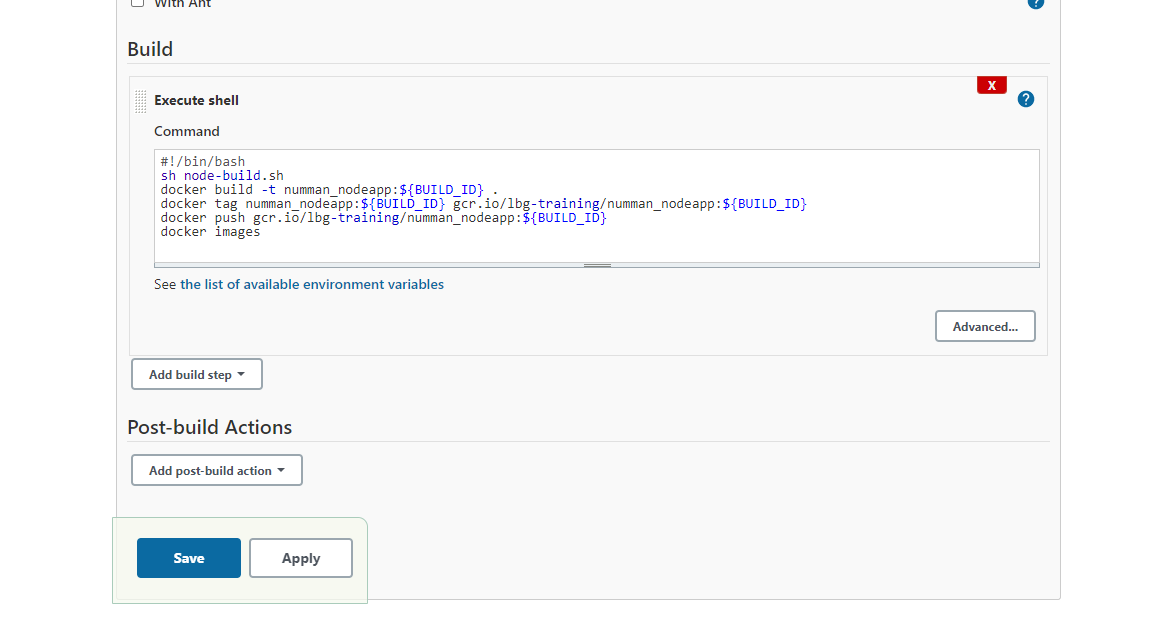 With Ant
?
Build
X
Execute shell
?
Command
#!/bin/bash
sh node-build.sh
docker build -t numman_nodeapp:${BUILD_ID} .
docker tag numman_nodeapp:${BUILD_ID} gcr.io/lbg-training/numman_nodeapp:${BUILD_ID}
docker push gcr.io/lbg-training/numman_nodeapp:${BUILD_ID}
docker images
See the list of available environment variables
Advanced...
Add build step
Post-build Actions
Add post-build action
Save
Apply